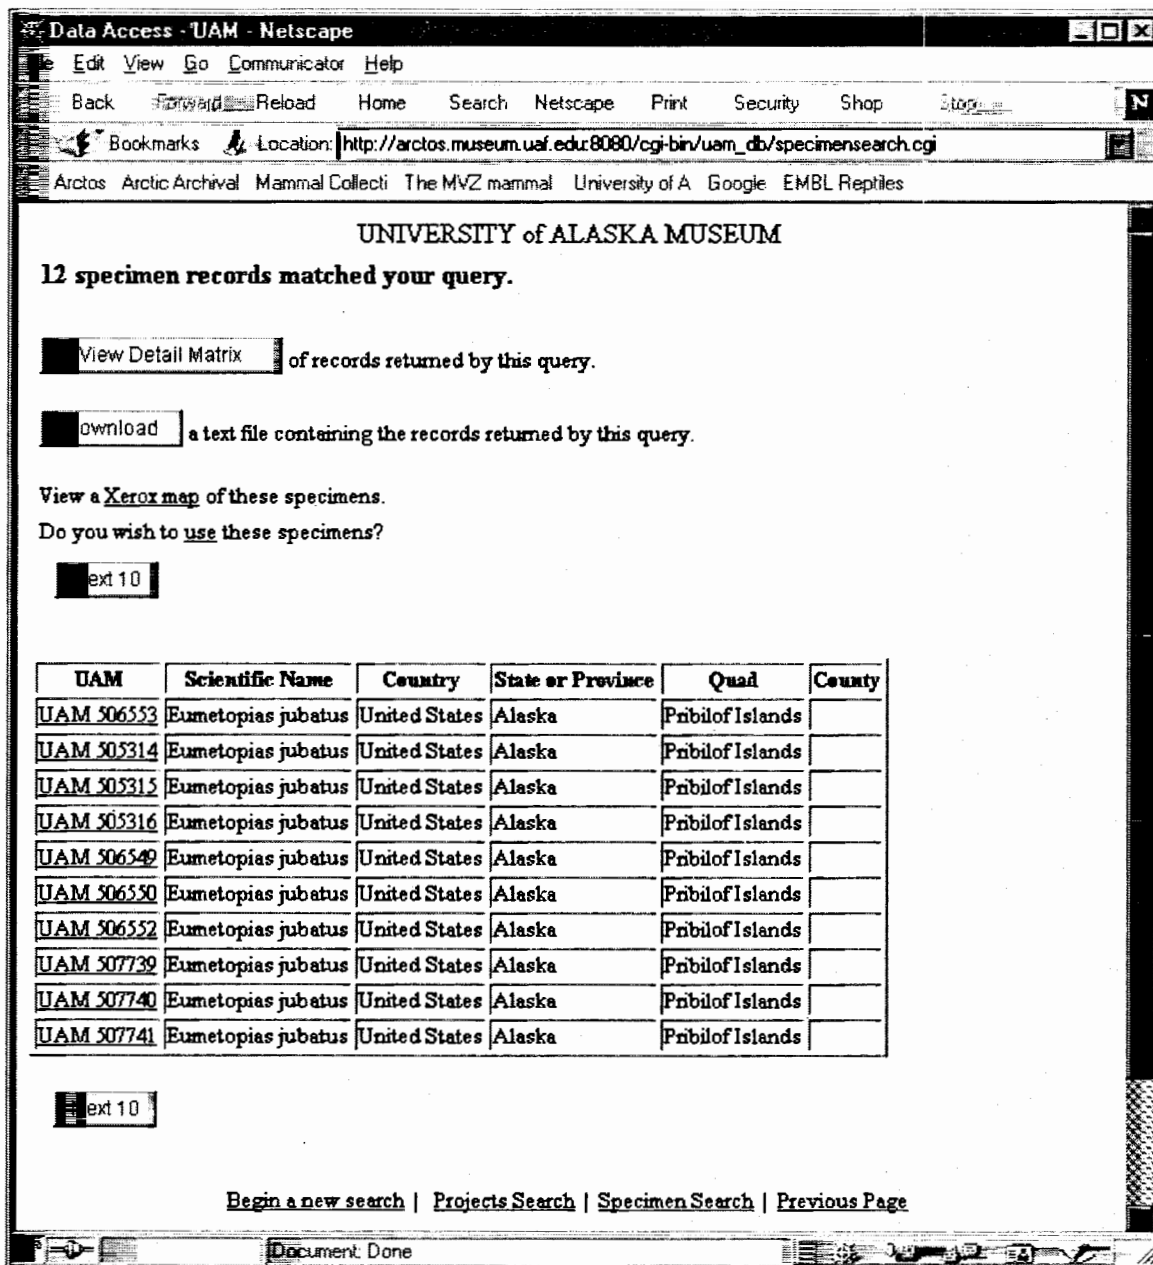 Data Access - UAM - Netscape
Edit View Go Communicator Help
Back Forward Reload Home Search Netscape Print Security Shop Stop
Bookmarks Location: http://arctos.museum.uaf.edu:8080/cgi-bin/uam_db/specimensearch.cgi
Arctos Arctic Archival Mammal Collecti The MVZ mammal University of A Google EMBL Reptiles
UNIVERSITY of ALASKA MUSEUM
12 specimen records matched your query.
View Detail Matrix of records returned by this query.
ownload a text file containing the records returned by this query.
View a Xerox map of these specimens.
Do you wish to use these specimens?
ext 10
UAM Scientific Name Country State or Province Quad County
UAM 506553 Eumetopias jubatus United States Alaska Pribilof Islands
UAM 505314 Eumetopias jubatus United States Alaska Pribilof Islands
UAM 505315 Eumetopias jubatus United States Alaska Pribilof Islands
UAM 505316 Eumetopias jubatus United States Alaska Pribilof Islands
UAM 506549 Eumetopias jubatus United States Alaska Pribilof Islands
UAM 506550 Eumetopias jubatus United States Alaska Pribilof Islands
UAM 506552 Eumetopias jubatus United States Alaska Pribilof Islands
UAM 507739 Eumetopias jubatus United States Alaska Pribilof Islands
UAM 507740 Eumetopias jubatus United States Alaska Pribilof Islands
UAM 507741 Eumetopias jubatus United States Alaska Pribilof Islands
ext 10
Begin a new search | Projects Search | Specimen Search | Previous Page
Document: Done